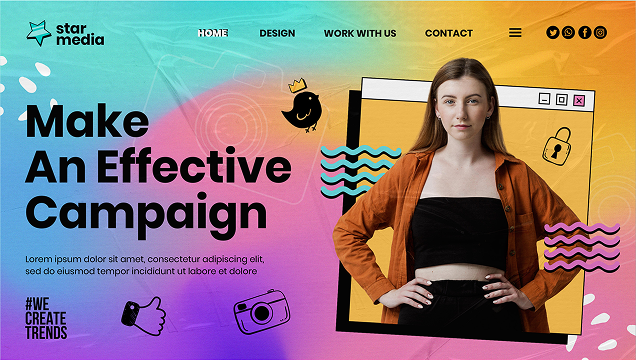 star
media
HOME
DESIGN
WORK WITH US
CONTACT
Make
An Effective
Campaign
Lorem ipsum dolor sit amet, consectetur adipiscing elit,
sed do eiusmod tempor incididunt ut labore et dolore
#WE
CREATE
TRENDS